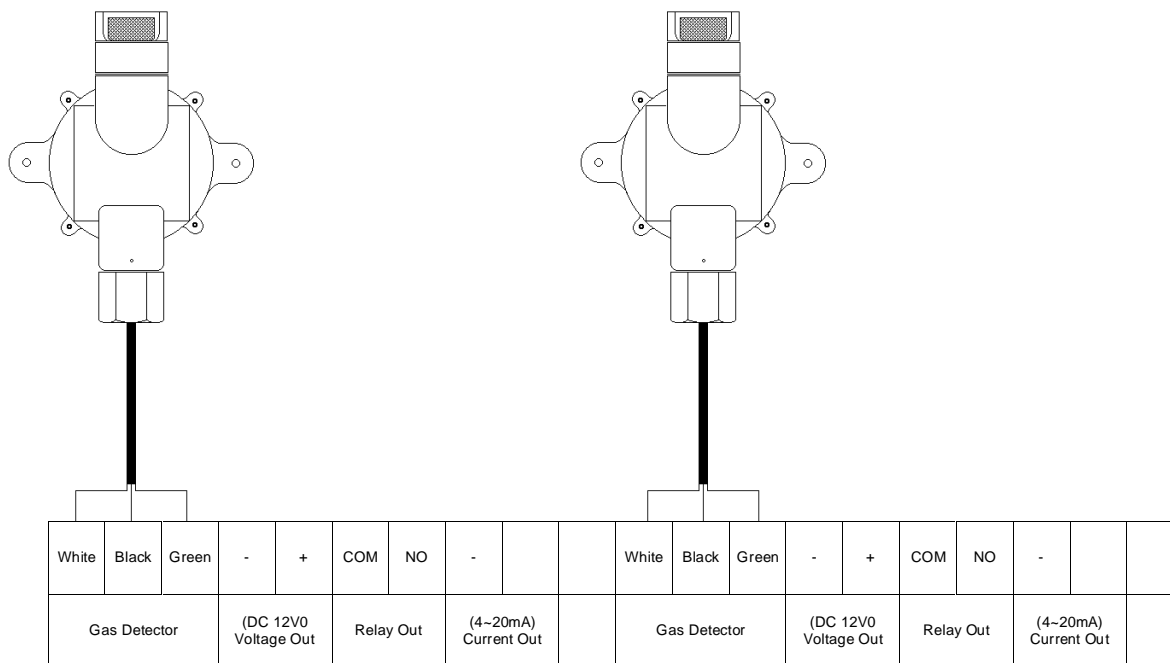 White Black Green - + COM NO - White Black Green - + COM NO -
Gas Detector (DC 12V0 Voltage Out Relay Out (4~20mA) Current Out Gas Detector (DC 12V0 Voltage Out Relay Out (4~20mA) Current Out